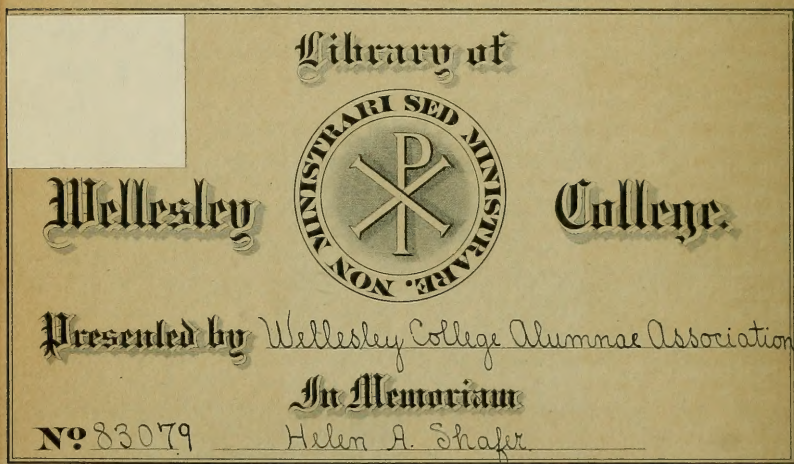 Library of
NON MINISTRARI SED MINISTRARE.
Wellesley College.
Presented by Wellesley College Alumnae Association
In Memoriam
Nº 83079 Helen A. Shafer.